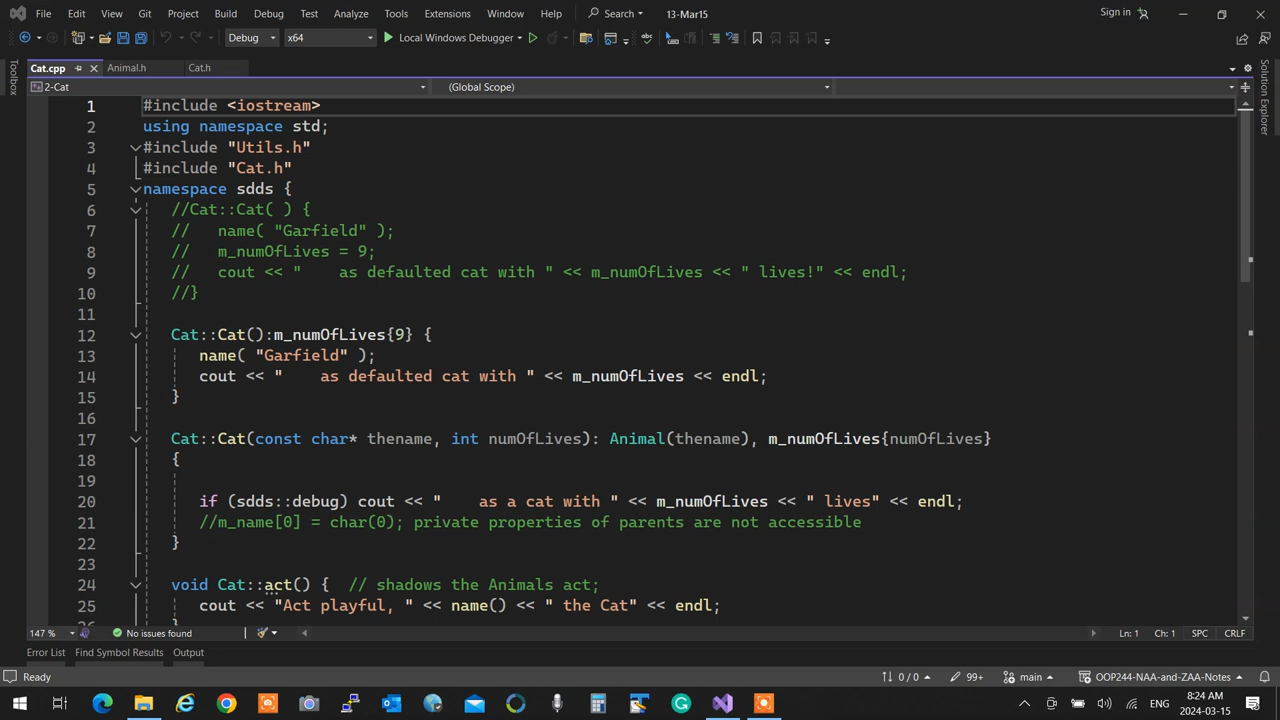 File Edit View Git Project Build Debug Test Analyze Tools Extensions Window Help Search 13-Mar15 Sign in
Debug x64 Local Windows Debugger
Toolbox
Cat.cpp Animal.h Cat.h
Solution Explorer
2-Cat (Global Scope)
1 #include <iostream>
2 using namespace std;
3 #include "Utils.h"
4 #include "Cat.h"
5 namespace sdds {
6 //Cat::Cat( ) {
7 // name( "Garfield" );
8 // m_numOfLives = 9;
9 // cout << "    as defaulted cat with " << m_numOfLives << " lives!" << endl;
10 //}
11
12 Cat::Cat():m_numOfLives{9} {
13 name( "Garfield" );
14 cout << "    as defaulted cat with " << m_numOfLives << endl;
15 }
16
17 Cat::Cat(const char* thename, int numOfLives): Animal(thename), m_numOfLives{numOfLives}
18 {
19
20 if (sdds::debug) cout << "    as a cat with " << m_numOfLives << " lives" << endl;
21 //m_name[0] = char(0); private properties of parents are not accessible
22 }
23
24 void Cat::act() {  // shadows the Animals act;
25 cout << "Act playful, " << name() << " the Cat" << endl;
26 }
147 % No issues found Ln: 1 Ch: 1 SPC CRLF
Error List Find Symbol Results Output
Ready 0 / 0 99+ main OOP244-NAA-and-ZAA-Notes
ENG 8:24 AM
2024-03-15